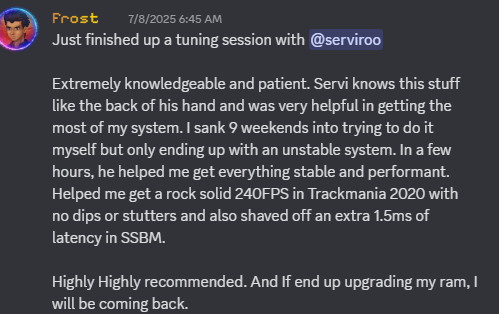 Frost 7/8/2025 6:45 AM
Just finished up a tuning session with @serviroo
Extremely knowledgeable and patient. Servi knows this stuff
like the back of his hand and was very helpful in getting the
most of my system. I sank 9 weekends into trying to do it
myself but only ending up with an unstable system. In a few
hours, he helped me get everything stable and performant.
Helped me get a rock solid 240FPS in Trackmania 2020 with
no dips or stutters and also shaved off an extra 1.5ms of
latency in SSBM.
Highly Highly recommended. And If end up upgrading my ram, I
will be coming back.